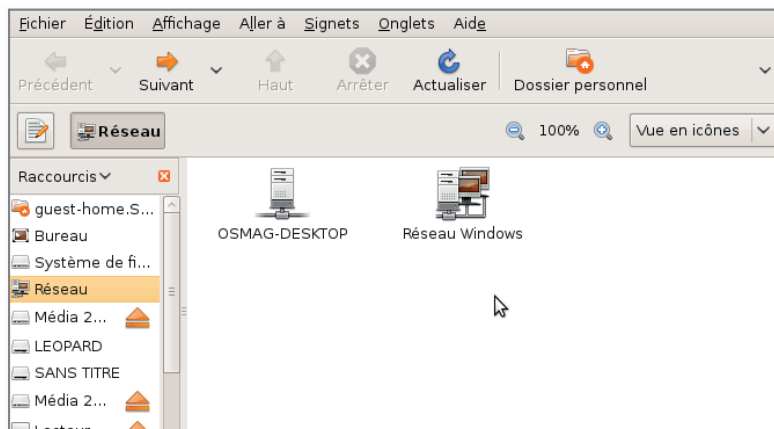 Fichier Édition Affichage Aller à Signets Onglets Aide
Précédent Suivant Haut Arrêter Actualiser Dossier personnel
Réseau 100% Vue en icônes
Raccourcis
guest-home.S...
Bureau
Système de fi...
Réseau
Média 2...
LEOPARD
SANS TITRE
Média 2...
OSMAG-DESKTOP Réseau Windows